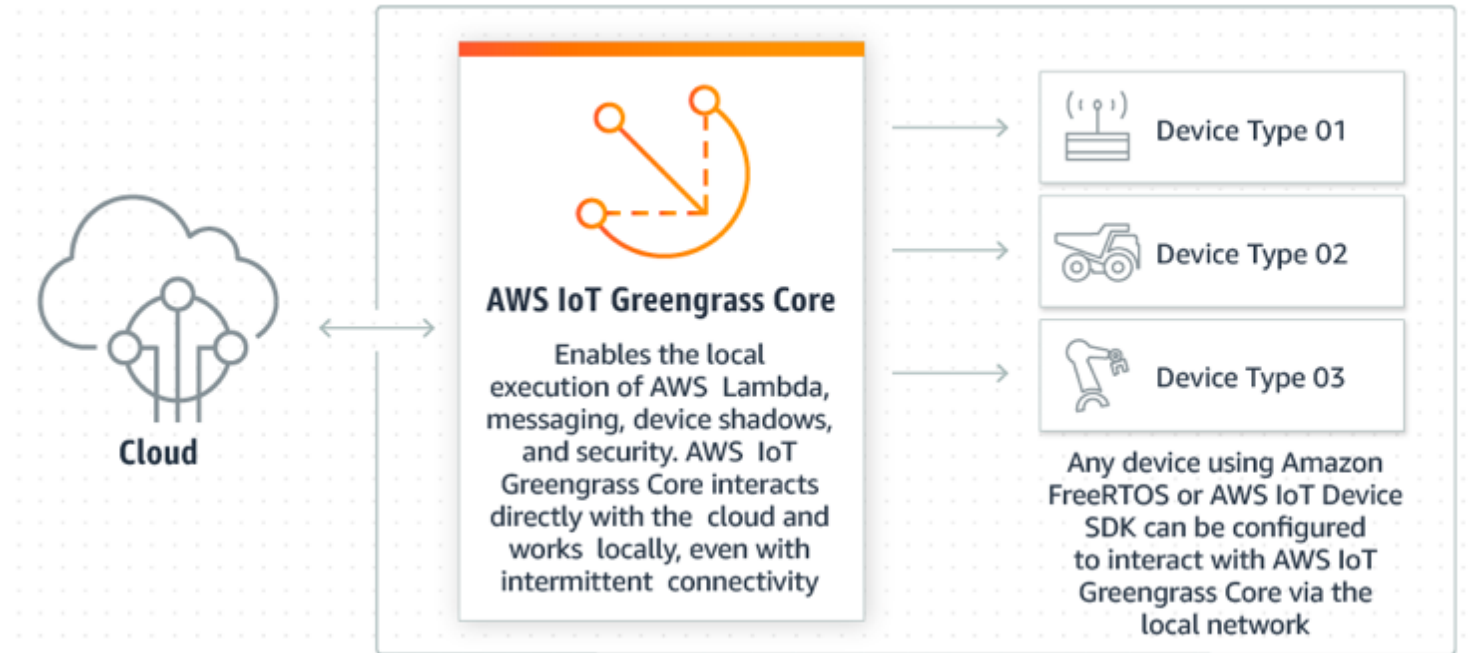 Cloud
AWS IoT Greengrass Core
Enables the local
execution of AWS Lambda,
messaging, device shadows,
and security. AWS IoT
Greengrass Core interacts
directly with the cloud and
works locally, even with
intermittent connectivity
Device Type 01
Device Type 02
Device Type 03
Any device using Amazon
FreeRTOS or AWS IoT Device
SDK can be configured
to interact with AWS IoT
Greengrass Core via the
local network